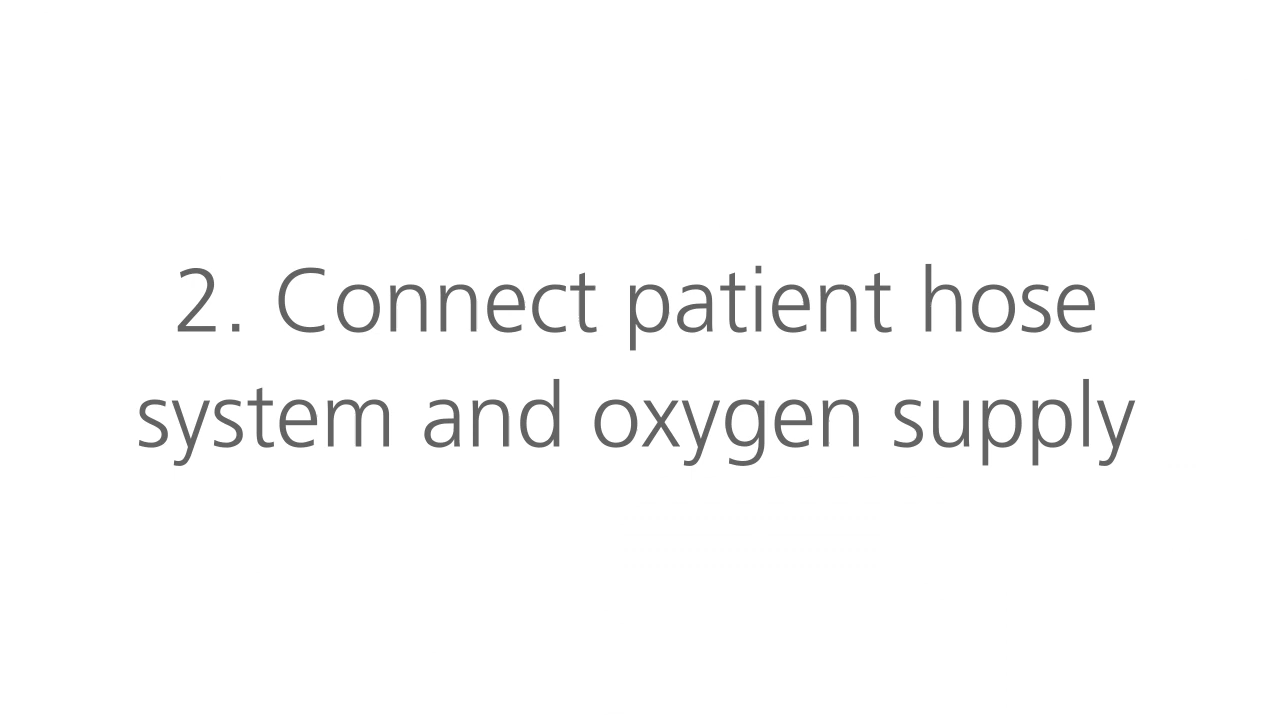 2. Connect patient hose
system and oxygen supply